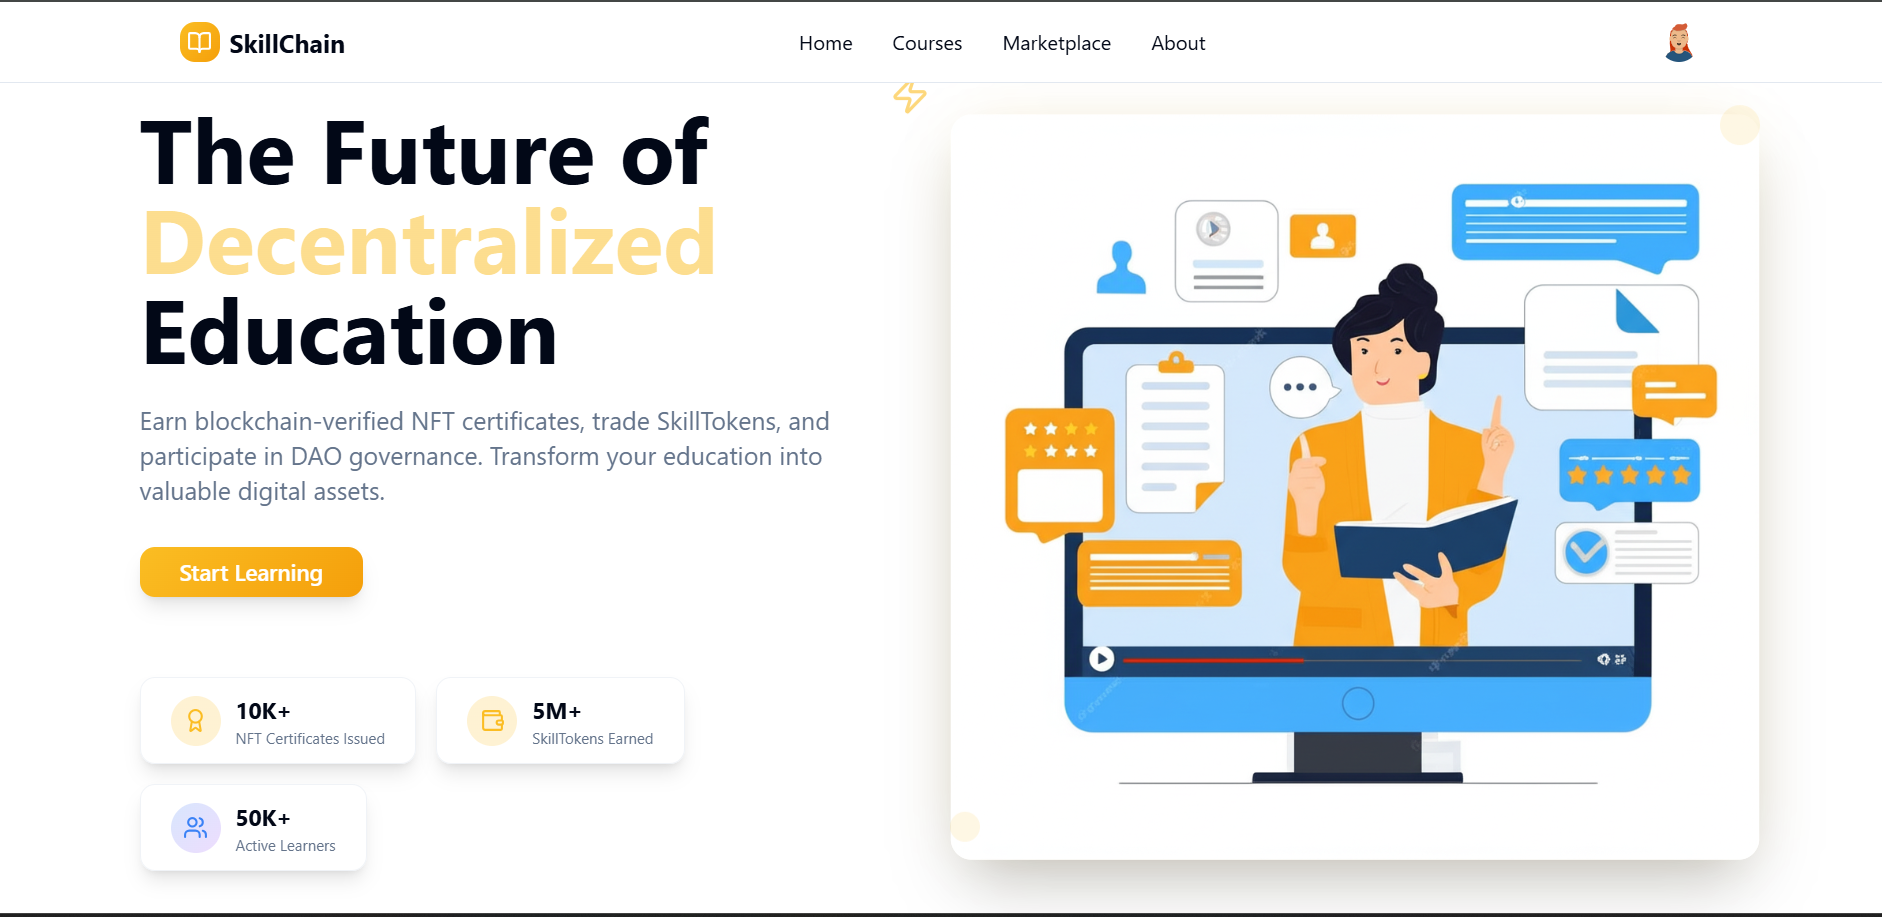 SkillChain
Home
Courses
Marketplace
About
The Future of
Decentralized
Education
Earn blockchain-verified NFT certificates, trade SkillTokens, and
participate in DAO governance. Transform your education into
valuable digital assets.
Start Learning
10K+
NFT Certificates Issued
5M+
SkillTokens Earned
50K+
Active Learners